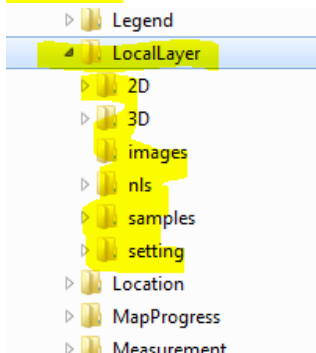 Legend
LocalLayer
2D
3D
images
nls
samples
setting
Location
MapProgress
Measurement